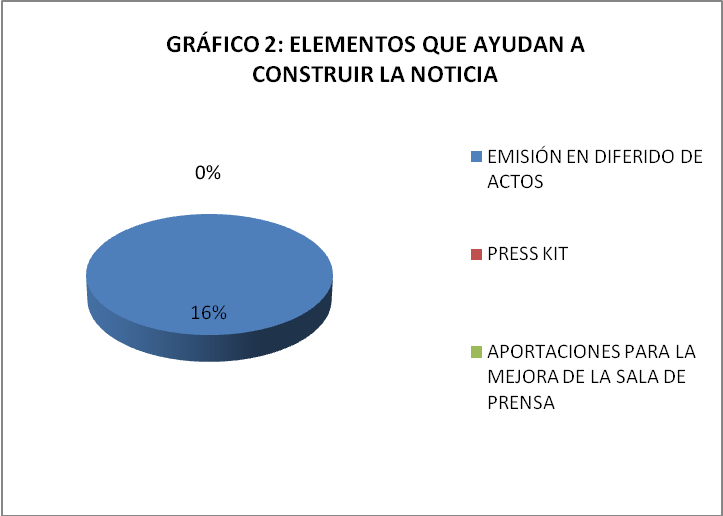 GRÁFICO 2: ELEMENTOS QUE AYUDAN A
CONSTRUIR LA NOTICIA
0%
16%
EMISIÓN EN DIFERIDO DE
ACTOS
PRESS KIT
APORTACIONES PARA LA
MEJORA DE LA SALA DE
PRENSA